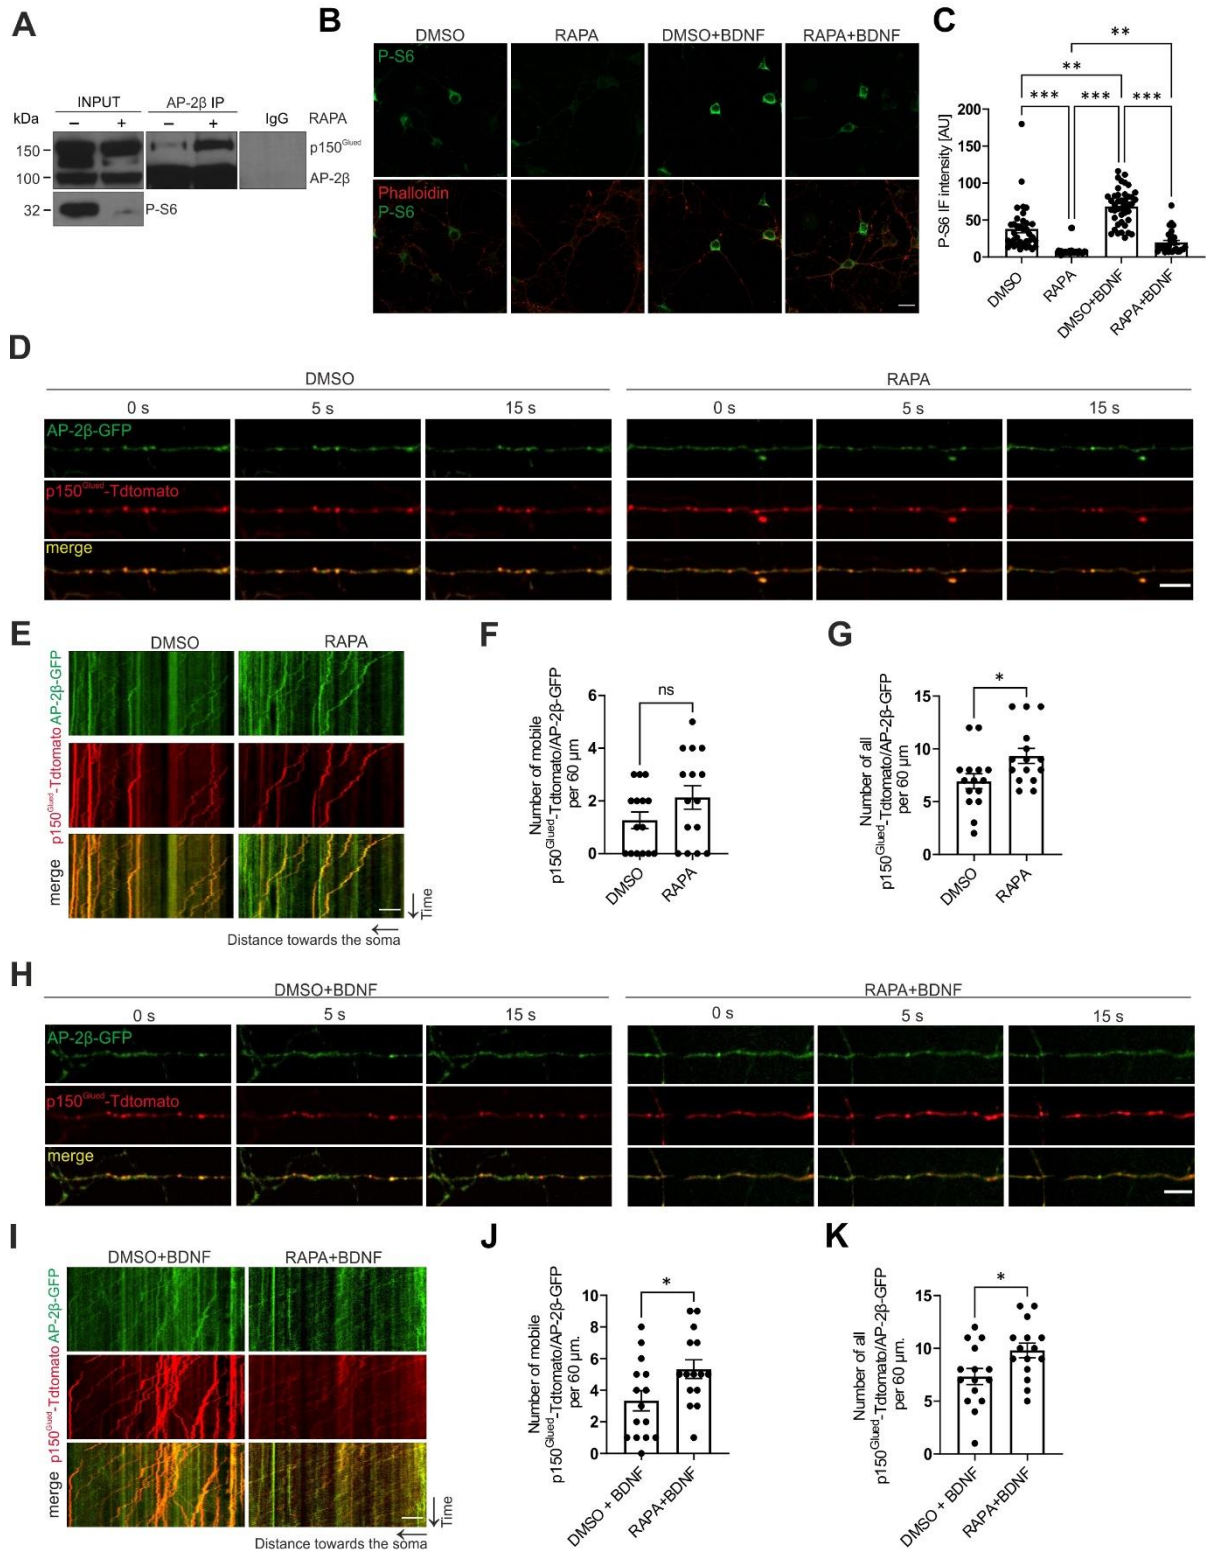 A
INPUT AP-2β IP IgG RAPA
kDa − + − +
150 p150Glued
100 AP-2β
32 P-S6
B
DMSO RAPA DMSO+BDNF RAPA+BDNF
P-S6
Phalloidin
P-S6
C
**
**
*** *** ***
P-S6 IF intensity [AU]
200
150
100
50
0
DMSO RAPA DMSO+BDNF RAPA+BDNF
D
DMSO RAPA
0 s 5 s 15 s 0 s 5 s 15 s
AP-2β-GFP
p150Glued-Tdtomato
merge
E
DMSO RAPA
AP-2β-GFP
p150Glued-Tdtomato
merge
Time
Distance towards the soma
F
Number of mobile
p150Glued-Tdtomato/AP-2β-GFP
per 60 µm
ns
6
4
2
0
DMSO RAPA
G
Number of all
p150Glued-Tdtomato/AP-2β-GFP
per 60 µm
*
15
10
5
0
DMSO RAPA
H
DMSO+BDNF RAPA+BDNF
0 s 5 s 15 s 0 s 5 s 15 s
AP-2β-GFP
p150Glued-Tdtomato
merge
I
DMSO+BDNF RAPA+BDNF
AP-2β-GFP
p150Glued-Tdtomato
merge
Time
Distance towards the soma
J
Number of mobile
p150Glued-Tdtomato/AP-2β-GFP
per 60 µm.
*
10
8
6
4
2
0
DMSO + BDNF RAPA+BDNF
K
Number of all
p150Glued-Tdtomato/AP-2β-GFP
per 60 µm.
*
15
10
5
0
DMSO + BDNF RAPA+BDNF